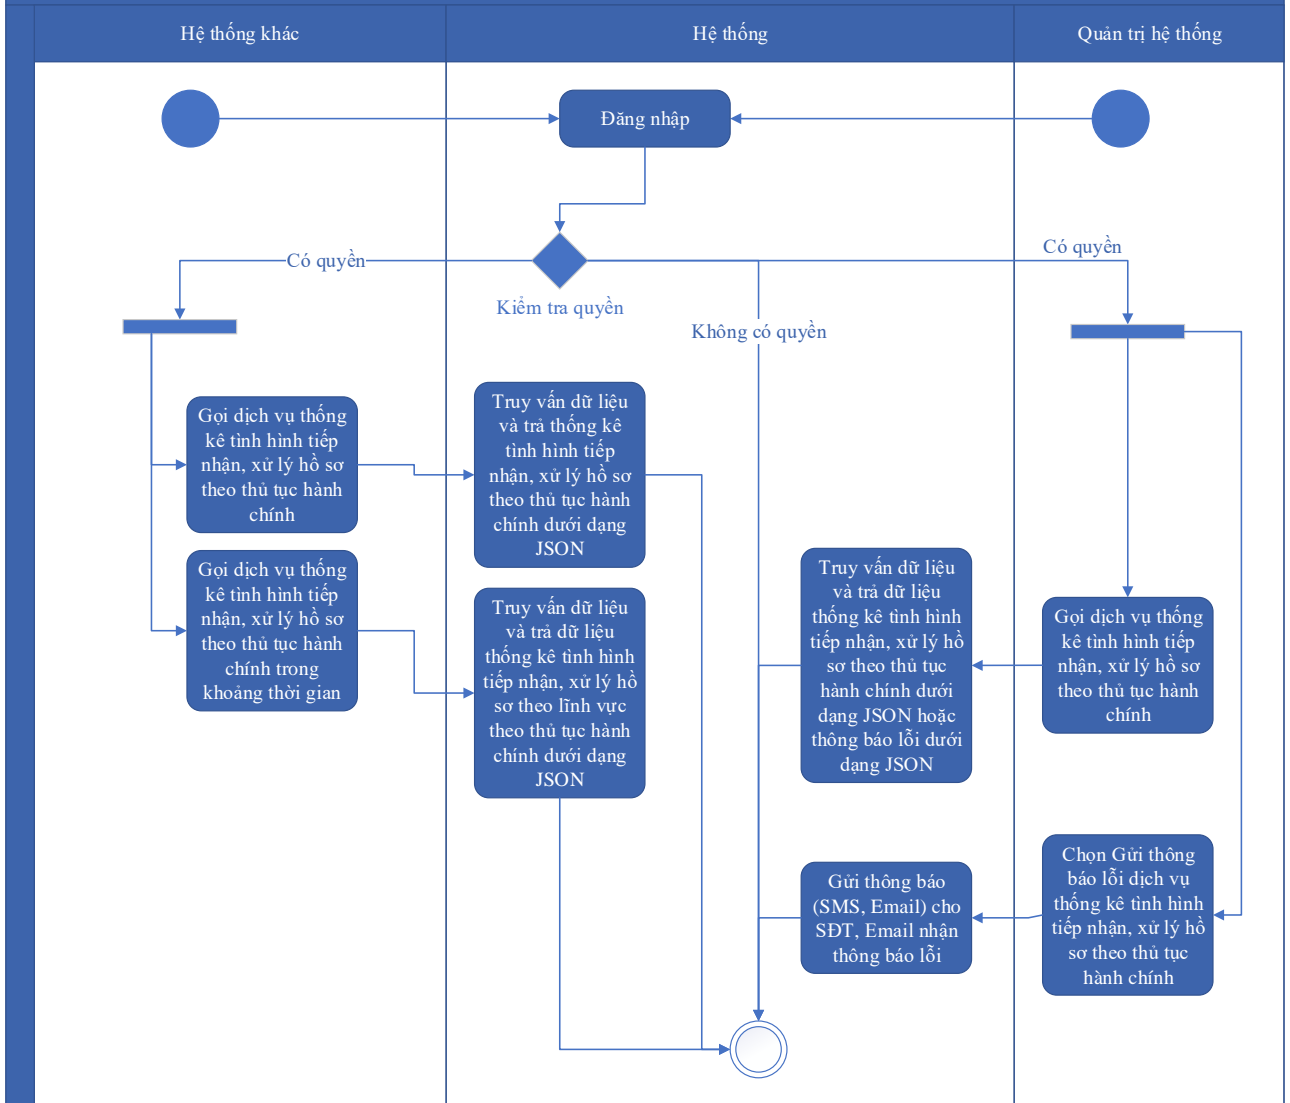 Hệ thống khác
Hệ thống
Quản trị hệ thống
Đăng nhập
Có quyền
Có quyền
Kiểm tra quyền
Không có quyền
Gọi dịch vụ thống
kê tình hình tiếp
nhận, xử lý hồ sơ
theo thủ tục hành
chính
Truy vấn dữ liệu
và trả thống kê
tình hình tiếp
nhận, xử lý hồ sơ
theo thủ tục hành
chính dưới dạng
JSON
Gọi dịch vụ thống
kê tình hình tiếp
nhận, xử lý hồ sơ
theo thủ tục hành
chính trong
khoảng thời gian
Truy vấn dữ liệu
và trả dữ liệu
thống kê tình hình
tiếp nhận, xử lý hồ
sơ theo lĩnh vực
theo thủ tục hành
chính dưới dạng
JSON
Truy vấn dữ liệu
và trả dữ liệu
thống kê tình hình
tiếp nhận, xử lý hồ
sơ theo thủ tục
hành chính dưới
dạng JSON hoặc
thông báo lỗi dưới
dạng JSON
Gọi dịch vụ thống
kê tình hình tiếp
nhận, xử lý hồ sơ
theo thủ tục hành
chính
Gửi thông báo
(SMS, Email) cho
SĐT, Email nhận
thông báo lỗi
Chọn Gửi thông
báo lỗi dịch vụ
thống kê tình hình
tiếp nhận, xử lý hồ
sơ theo thủ tục
hành chính